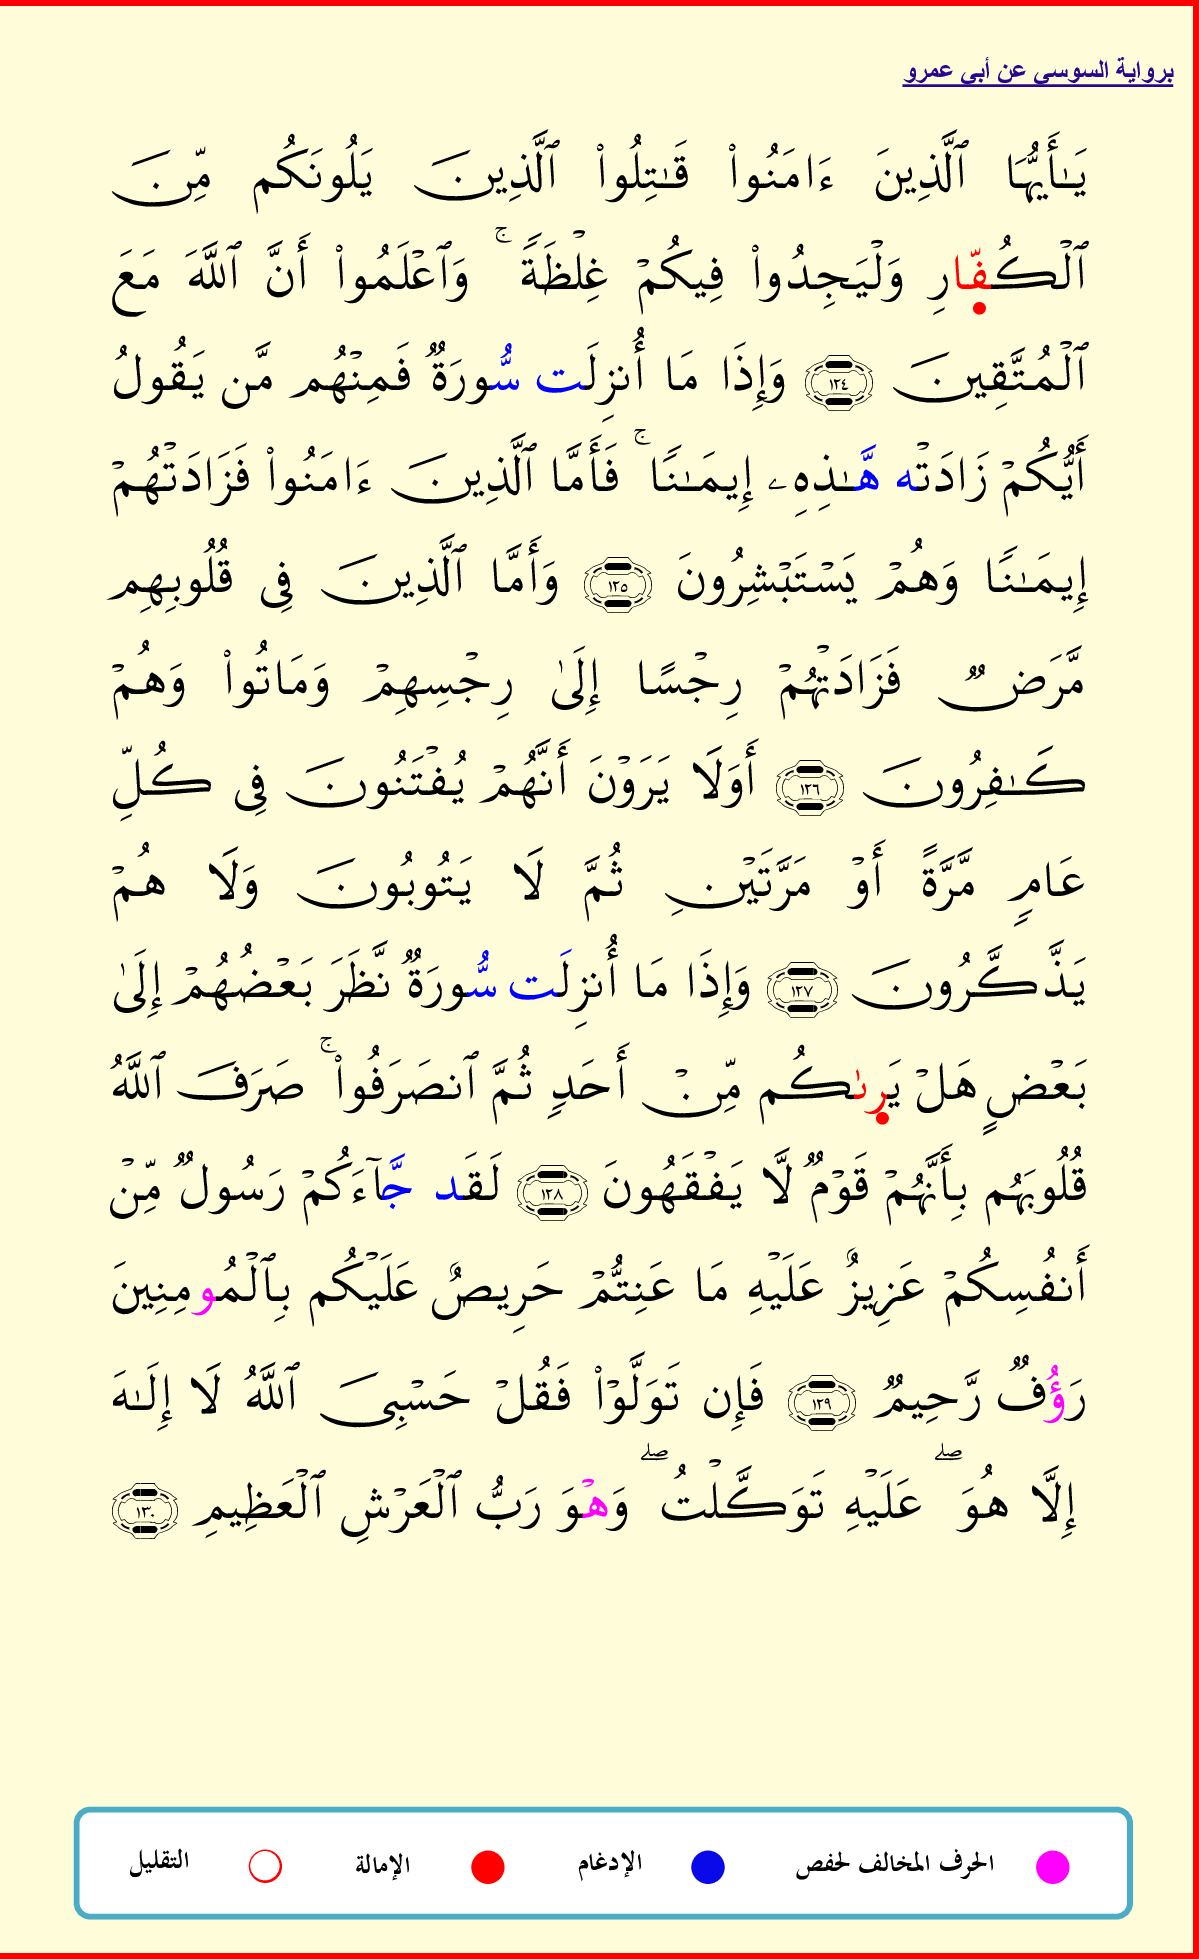 برواية السوسي عن أبي عمرو
يَـٰٓأَيُّهَا ٱلَّذِينَ ءَامَنُوا۟ قَـٰتِلُوا۟ ٱلَّذِينَ يَلُونَكُم مِّنَ
ٱلْكُفِّارِ وَلْيَجِدُوا۟ فِيكُمْ غِلْظَةً ۚ وَٱعْلَمُوا۟ أَنَّ ٱللَّهَ مَعَ
ٱلْمُتَّقِينَ ١٢٤ وَإِذَا مَا أُنزِلَت سُّورَةٌ فَمِنْهُم مَّن يَقُولُ
أَيُّكُمْ زَادَتْه هَّـٰذِهِۦ إِيمَـٰنًا ۚ فَأَمَّا ٱلَّذِينَ ءَامَنُوا۟ فَزَادَتْهُمْ
إِيمَـٰنًا وَهُمْ يَسْتَبْشِرُونَ ١٢٥ وَأَمَّا ٱلَّذِينَ فِى قُلُوبِهِم
مَّرَضٌ فَزَادَتْهُمْ رِجْسًا إِلَىٰ رِجْسِهِمْ وَمَاتُوا۟ وَهُمْ
كَـٰفِرُونَ ١٢٦ أَوَلَا يَرَوْنَ أَنَّهُمْ يُفْتَنُونَ فِى كُلِّ
عَامٍ مَّرَّةً أَوْ مَرَّتَيْنِ ثُمَّ لَا يَتُوبُونَ وَلَا هُمْ
يَذَّكَّرُونَ ١٢٧ وَإِذَا مَا أُنزِلَت سُّورَةٌ نَّظَرَ بَعْضُهُمْ إِلَىٰ
بَعْضٍ هَلْ يَرِىٰكُم مِّنْ أَحَدٍ ثُمَّ ٱنصَرَفُوا۟ ۚ صَرَفَ ٱللَّهُ
قُلُوبَهُم بِأَنَّهُمْ قَوْمٌ لَّا يَفْقَهُونَ ١٢٨ لَقَد جَّآءَكُمْ رَسُولٌ مِّنْ
أَنفُسِكُمْ عَزِيزٌ عَلَيْهِ مَا عَنِتُّمْ حَرِيصٌ عَلَيْكُم بِٱلْمُومِنِينَ
رَؤُفٌ رَّحِيمٌ ١٢٩ فَإِن تَوَلَّوْا۟ فَقُلْ حَسْبِىَ ٱللَّهُ لَا إِلَـٰهَ
إِلَّا هُوَ ۖ عَلَيْهِ تَوَكَّلْتُ ۖ وَهْوَ رَبُّ ٱلْعَرْشِ ٱلْعَظِيمِ ١٣٠
الحرف المخالف لحفص الإدغام الإمالة التقليل